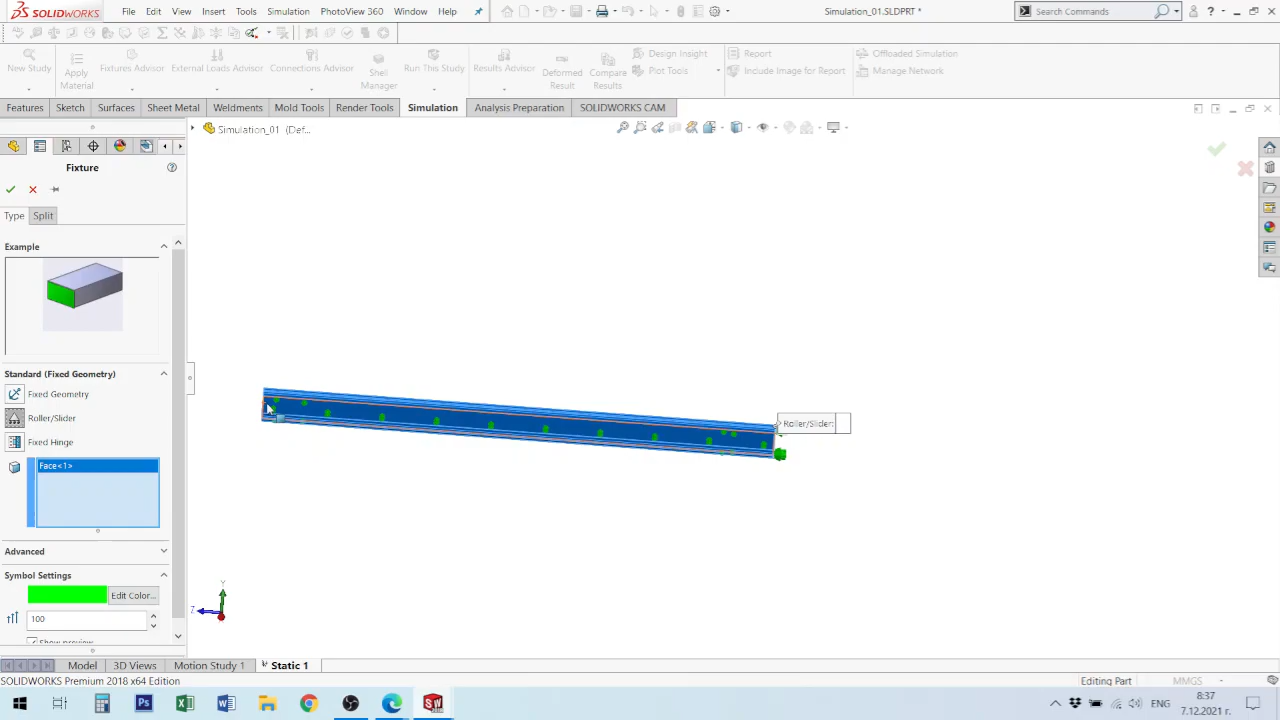 SOLIDWORKS File Edit View Insert Tools Simulation PhotoView 360 Window Help Simulation_01.SLDPRT * Search Commands
New Study Apply Material Fixtures Advisor External Loads Advisor Connections Advisor Shell Manager Run This Study Results Advisor Deformed Result Compare Results Design Insight Plot Tools Report Include Image for Report Offloaded Simulation Manage Network
Features Sketch Surfaces Sheet Metal Weldments Mold Tools Render Tools Simulation Analysis Preparation SOLIDWORKS CAM
Simulation_01 (Def...
Fixture
Type Split
Example
Standard (Fixed Geometry)
Fixed Geometry
Roller/Slider
Fixed Hinge
Face<1>
Roller/Slider:
Advanced
Symbol Settings
Edit Color...
100
Show preview
Y
Z
Model 3D Views Motion Study 1 Static 1
SOLIDWORKS Premium 2018 x64 Edition Editing Part MMGS
ENG 8:37
7.12.2021 г.